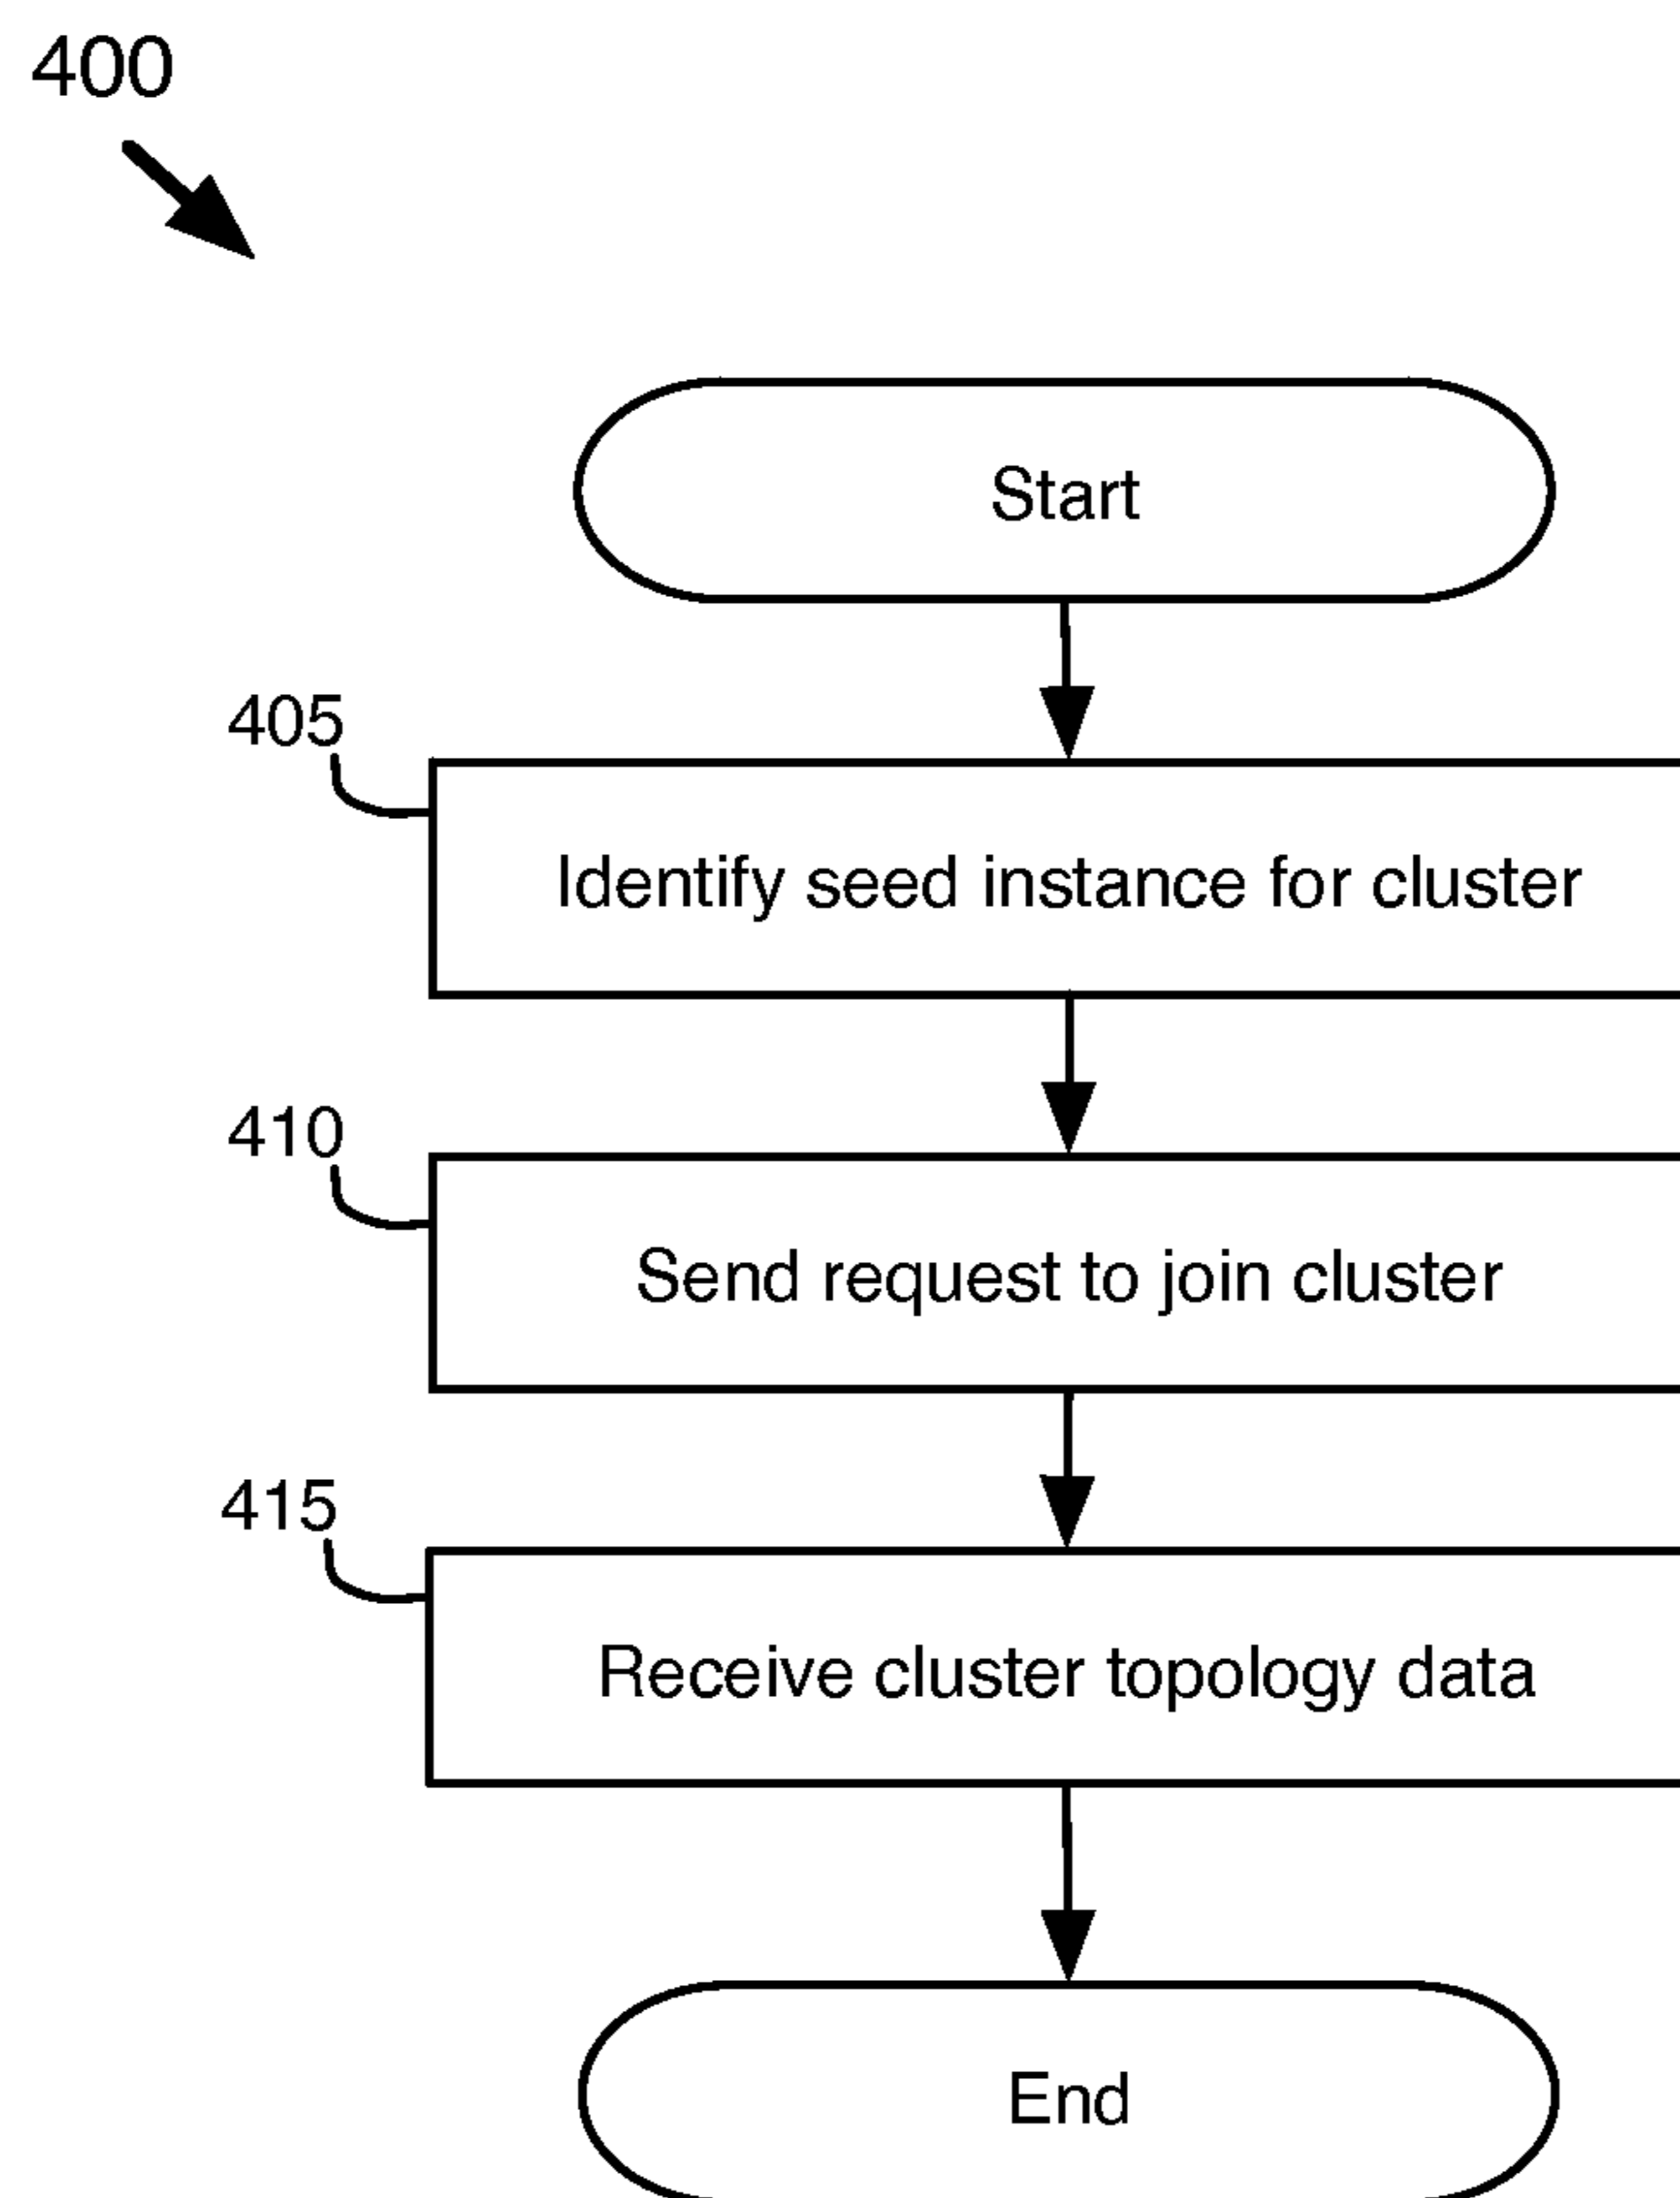 400
Start
405
Identify seed instance for cluster
410
Send request to join cluster
415
Receive cluster topology data
End